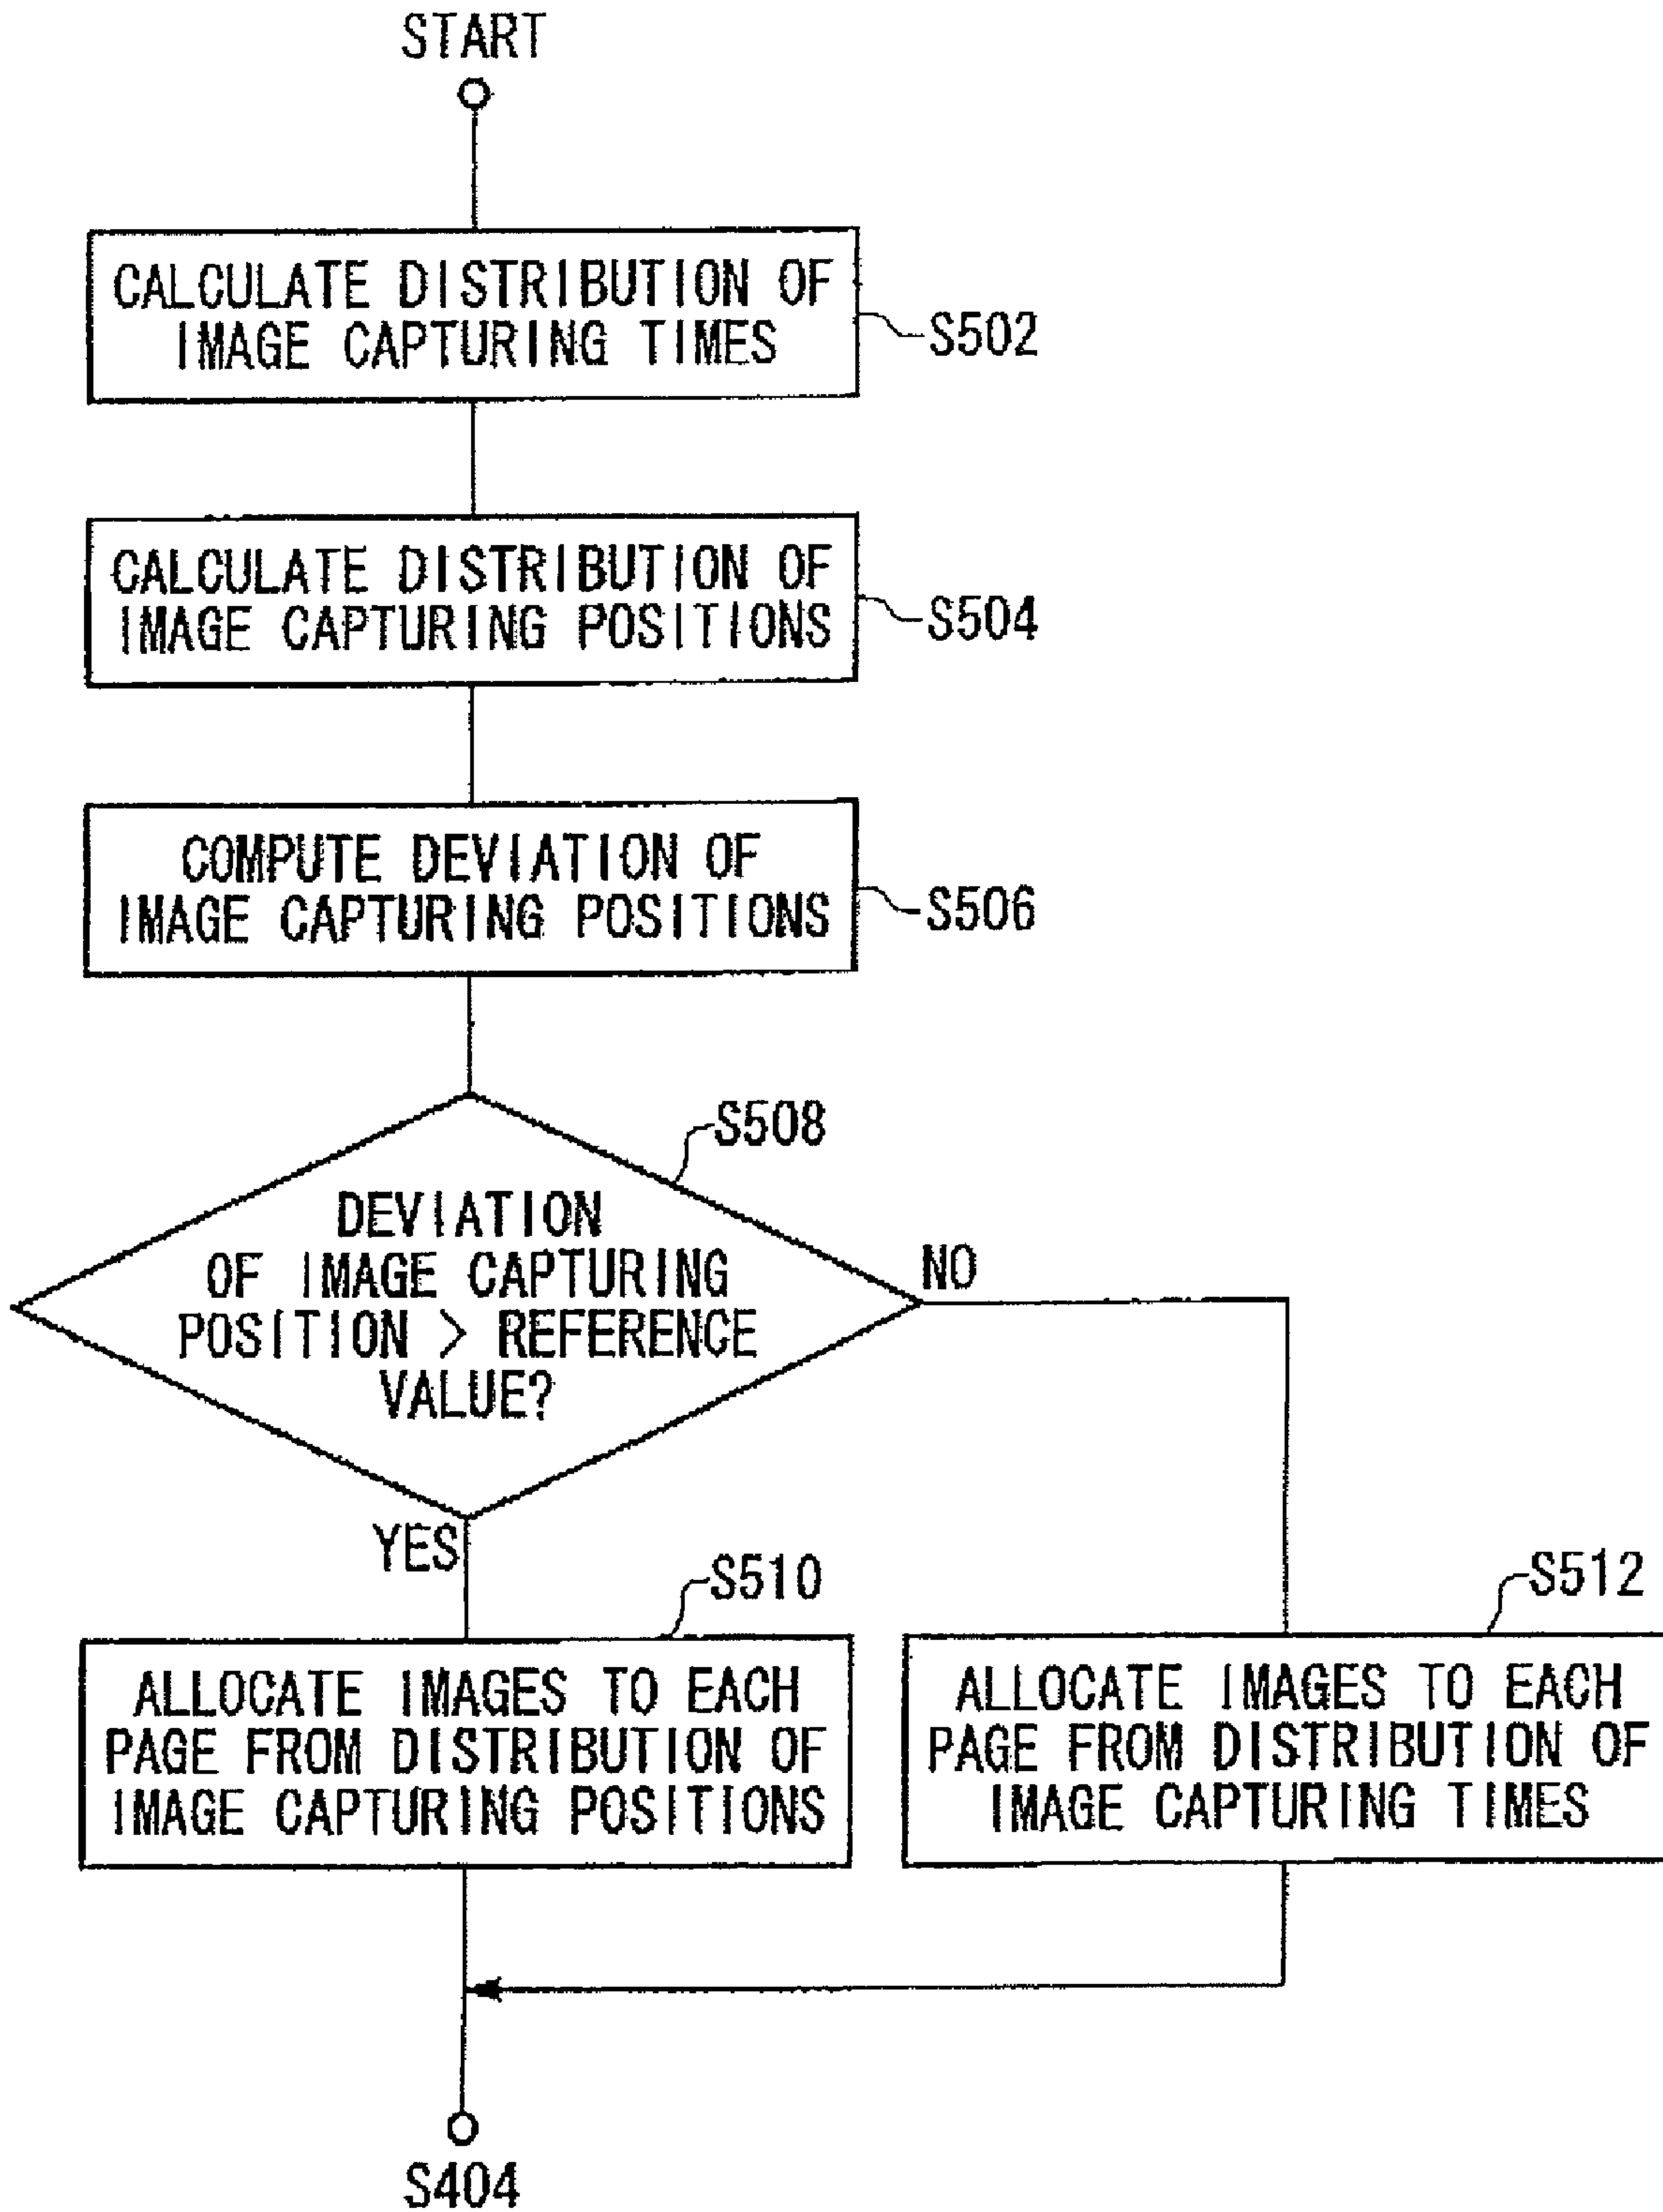 START
CALCULATE DISTRIBUTION OF
IMAGE CAPTURING TIMES
S502
CALCULATE DISTRIBUTION OF
IMAGE CAPTURING POSITIONS
S504
COMPUTE DEVIATION OF
IMAGE CAPTURING POSITIONS
S506
S508
DEVIATION
OF IMAGE CAPTURING
POSITION > REFERENCE
VALUE?
NO
YES
S510
ALLOCATE IMAGES TO EACH
PAGE FROM DISTRIBUTION OF
IMAGE CAPTURING POSITIONS
S512
ALLOCATE IMAGES TO EACH
PAGE FROM DISTRIBUTION OF
IMAGE CAPTURING TIMES
S404